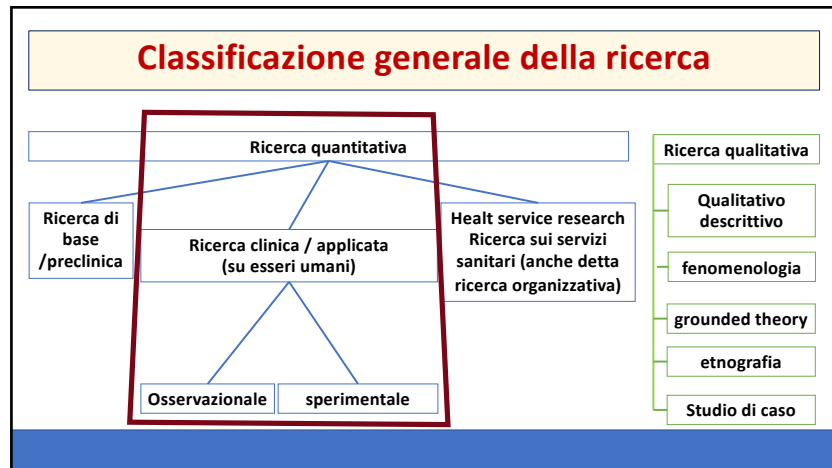 Classificazione generale della ricerca
Ricerca quantitativa
Ricerca di
base
/preclinica
Ricerca clinica / applicata
(su esseri umani)
Healt service research
Ricerca sui servizi
sanitari (anche detta
ricerca organizzativa)
Osservazionale
sperimentale
Ricerca qualitativa
Qualitativo
descrittivo
fenomenologia
grounded theory
etnografia
Studio di caso